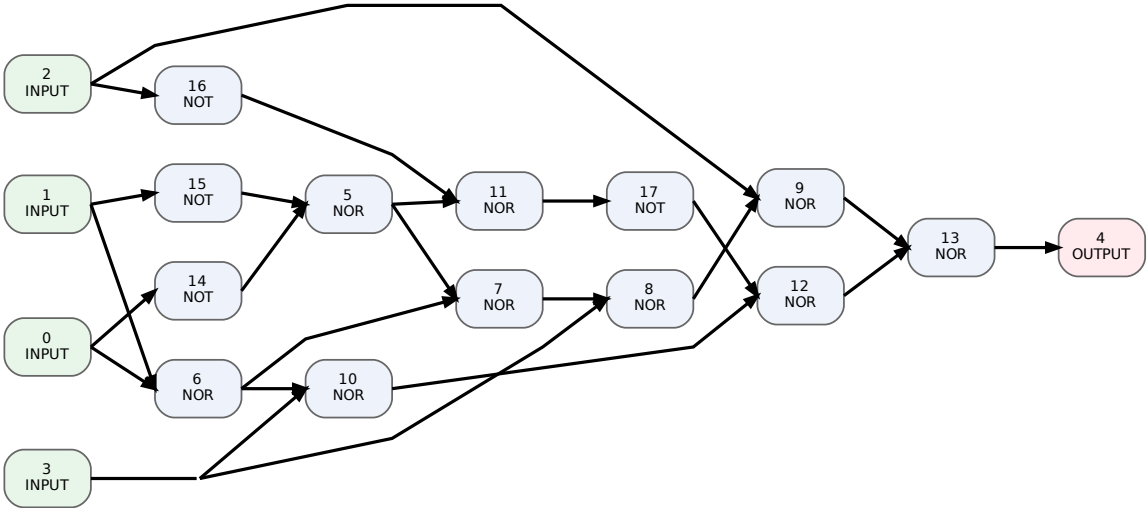 2
INPUT
16
NOT
1
INPUT
15
NOT
5
NOR
11
NOR
17
NOT
9
NOR
13
NOR
4
OUTPUT
14
NOT
7
NOR
8
NOR
12
NOR
0
INPUT
6
NOR
10
NOR
3
INPUT